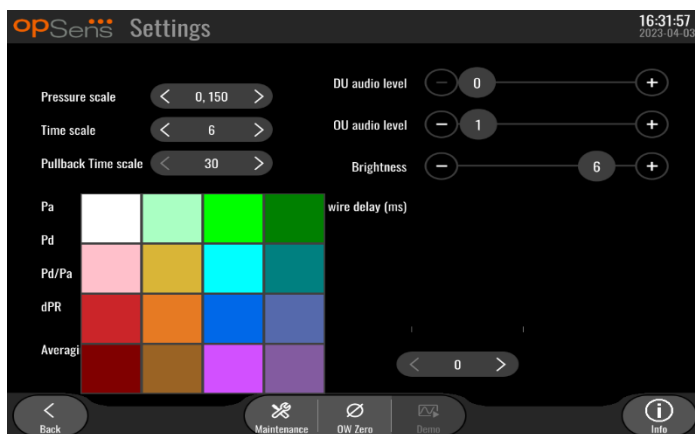 opSens Settings
16:31:57
2023-04-03
Pressure scale < 0, 150 >
DU audio level − 0 +
Time scale < 6 >
OU audio level − 1 +
Pullback Time scale < 30 >
Brightness − 6 +
Pa
wire delay (ms)
Pd
Pd/Pa
dPR
Averagi
< 0 >
Back
Maintenance
OW Zero
Demo
Info